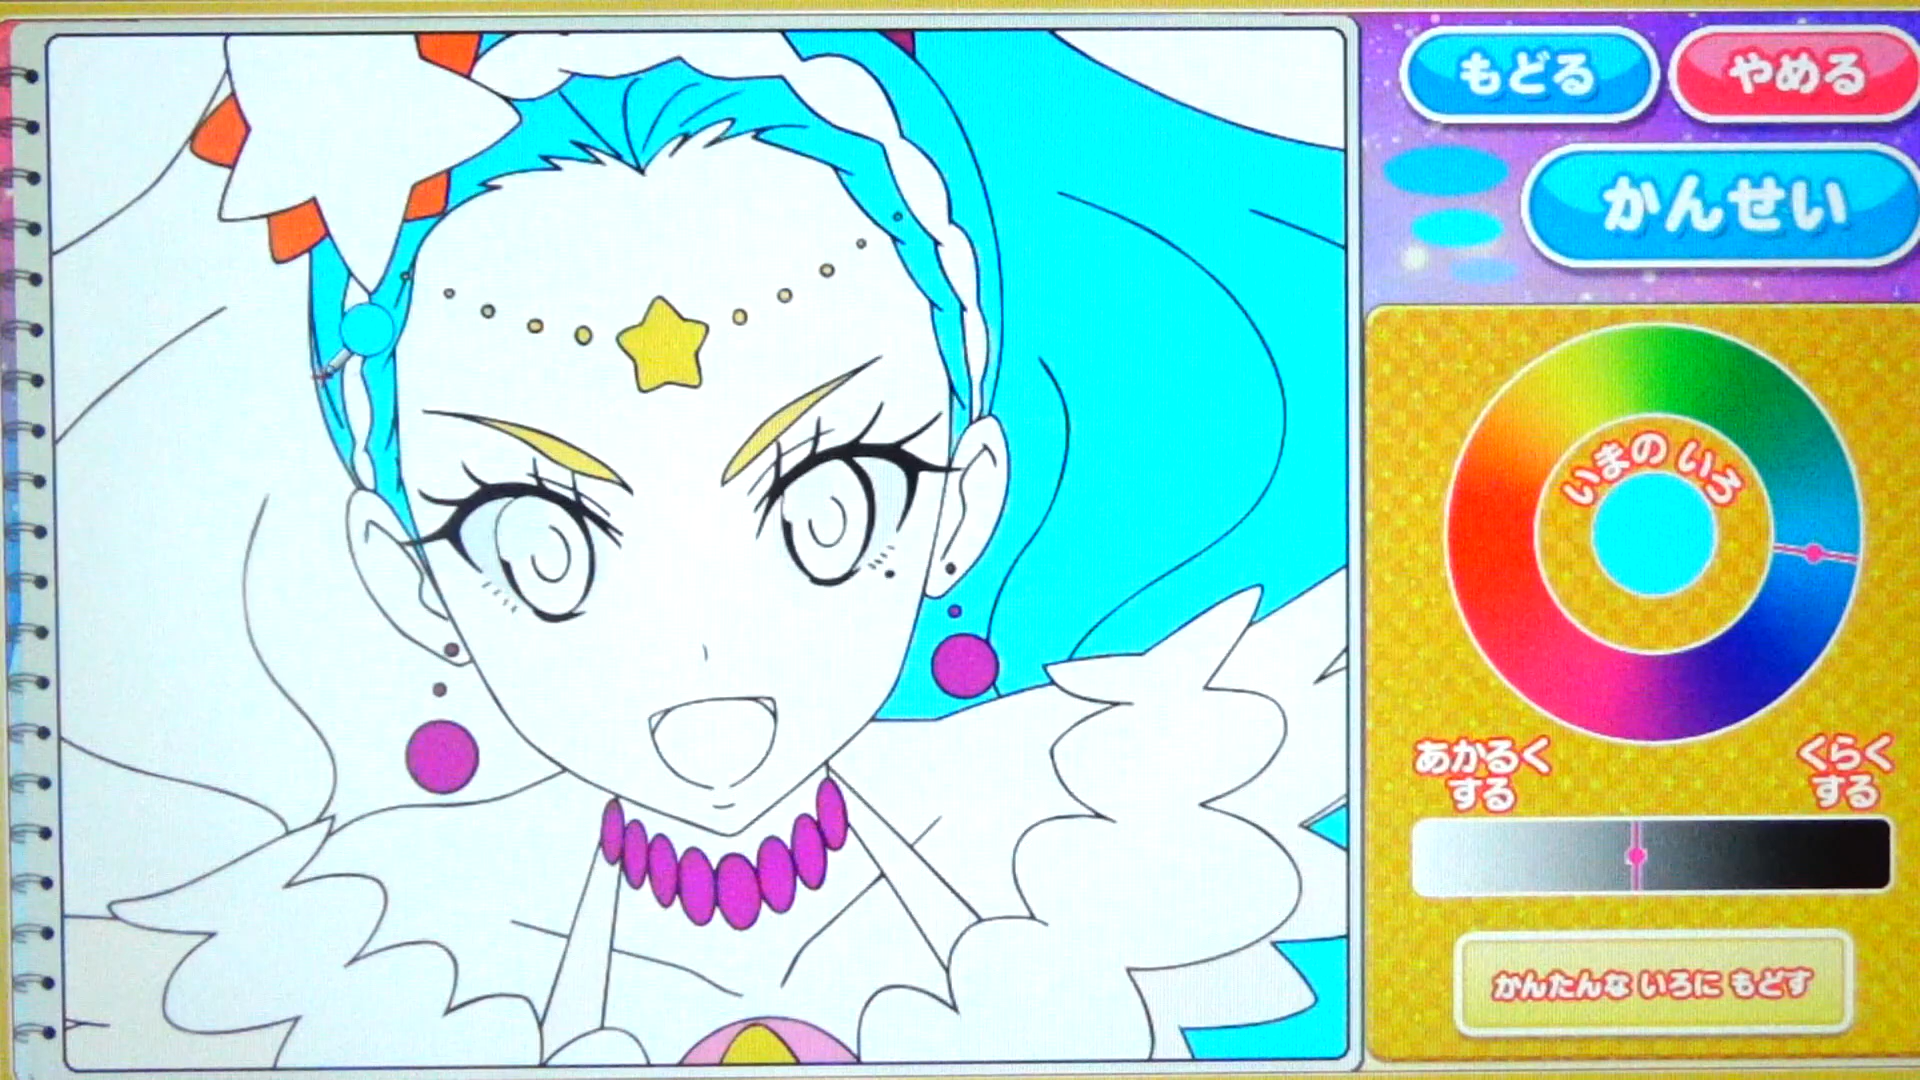 もどる
やめる
かんせい
いまの いろ
あかるく
する
くらく
する
かんたんな いろに もどす